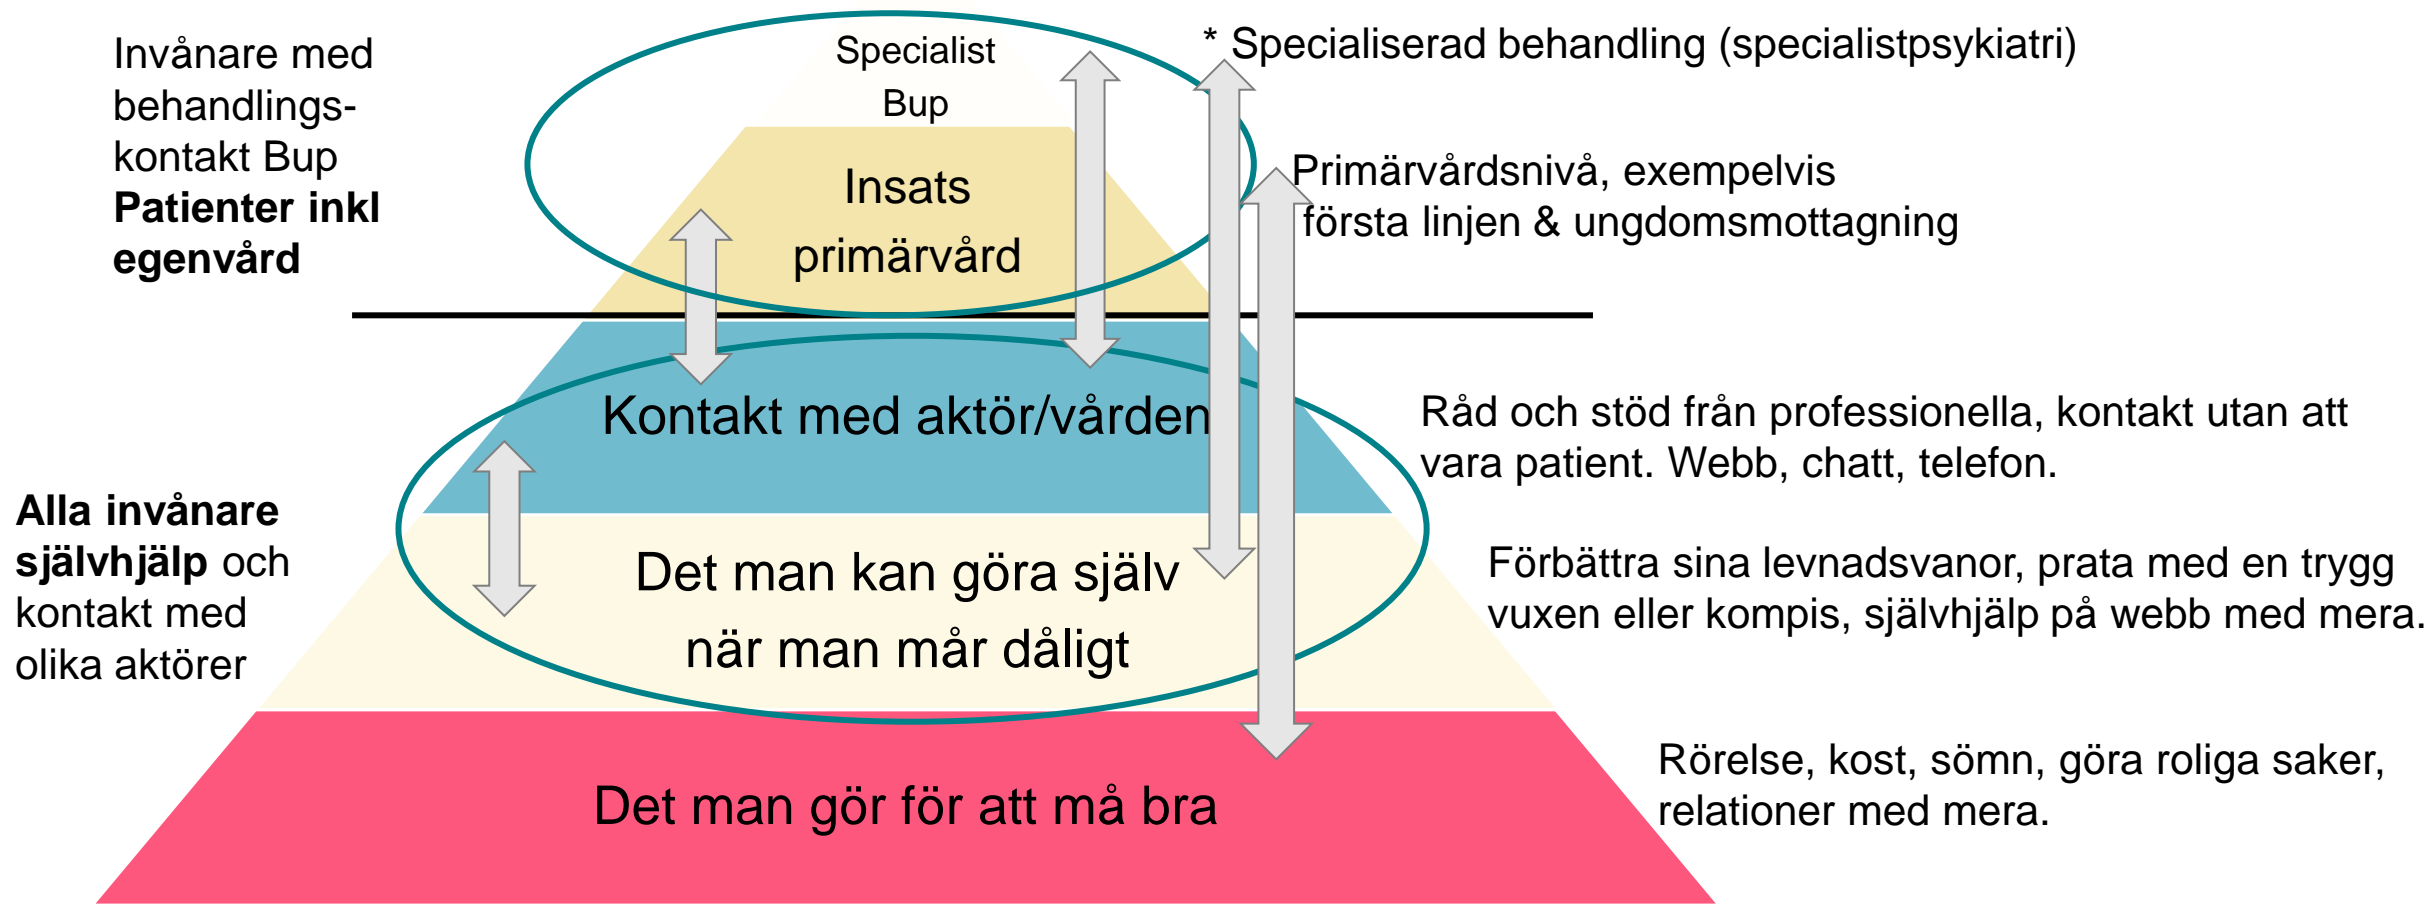 Invånare med
behandlings-
kontakt Bup
Patienter inkl
egenvård
Specialist
Bup
* Specialiserad behandling (specialistpsykiatri)
Insats
primärvård
Primärvårdsnivå, exempelvis
första linjen & ungdomsmottagning
Kontakt med aktör/vården
Råd och stöd från professionella, kontakt utan att
vara patient. Webb, chatt, telefon.
Alla invånare
självhjälp och
kontakt med
olika aktörer
Det man kan göra själv
när man mår dåligt
Förbättra sina levnadsvanor, prata med en trygg
vuxen eller kompis, självhjälp på webb med mera.
Det man gör för att må bra
Rörelse, kost, sömn, göra roliga saker,
relationer med mera.